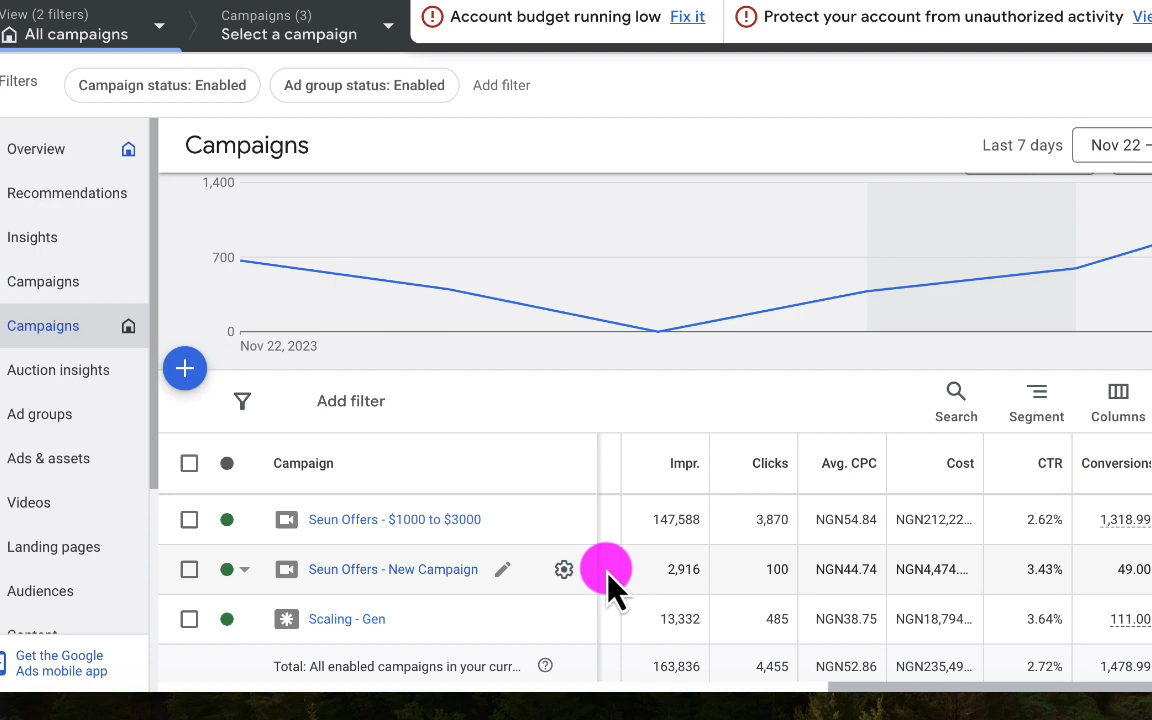 View (2 filters)
All campaigns
Campaigns (3)
Select a campaign
Account budget running low Fix it
Protect your account from unauthorized activity
Filters
Campaign status: Enabled
Ad group status: Enabled
Add filter
Overview
Recommendations
Insights
Campaigns
Campaigns
Auction insights
Ad groups
Ads & assets
Videos
Landing pages
Audiences
Get the Google
Ads mobile app
Campaigns
Last 7 days
Nov 22 –
1,400
700
0
Nov 22, 2023
Add filter
Search
Segment
Columns
Campaign Impr. Clicks Avg. CPC Cost CTR Conversions
Seun Offers - $1000 to $3000 147,588 3,870 NGN54.84 NGN212,22... 2.62% 1,318.99
Seun Offers - New Campaign 2,916 100 NGN44.74 NGN4,474.... 3.43% 49.00
Scaling - Gen 13,332 485 NGN38.75 NGN18,794... 3.64% 111.00
Total: All enabled campaigns in your curr... 163,836 4,455 NGN52.86 NGN235,49... 2.72% 1,478.99